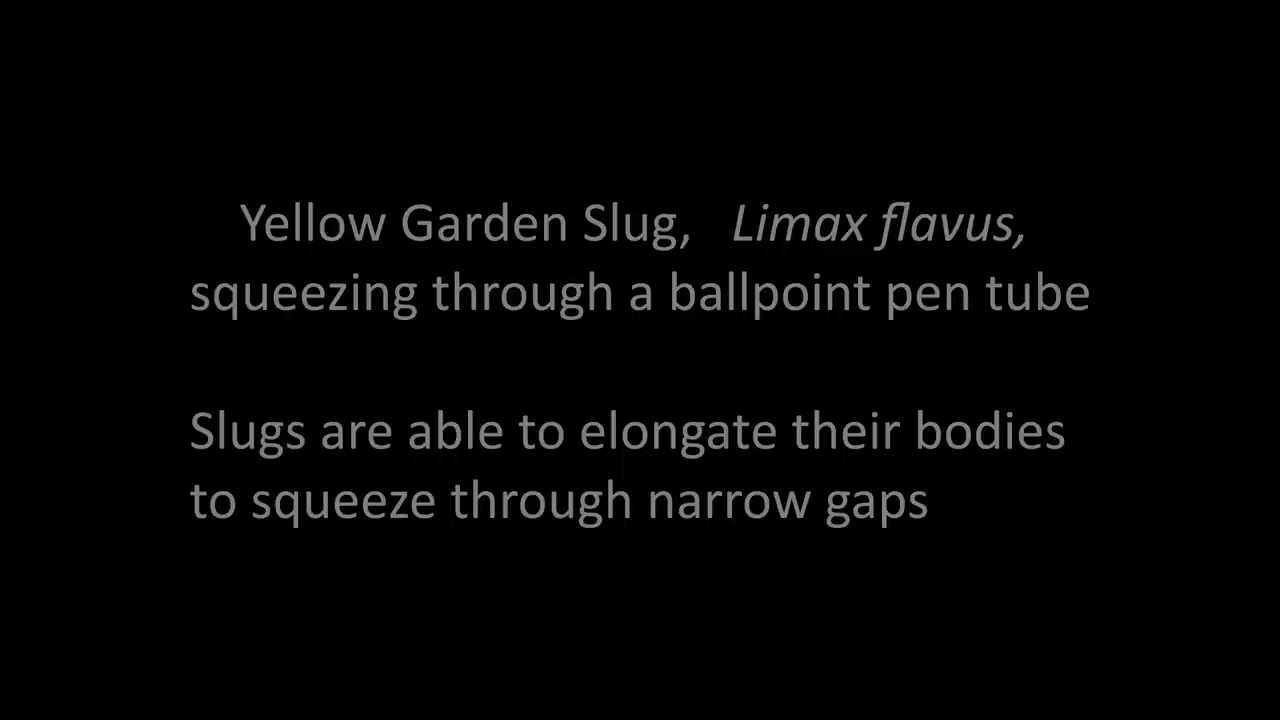 Yellow Garden Slug, Limax flavus,
squeezing through a ballpoint pen tube
Slugs are able to elongate their bodies
to squeeze through narrow gaps